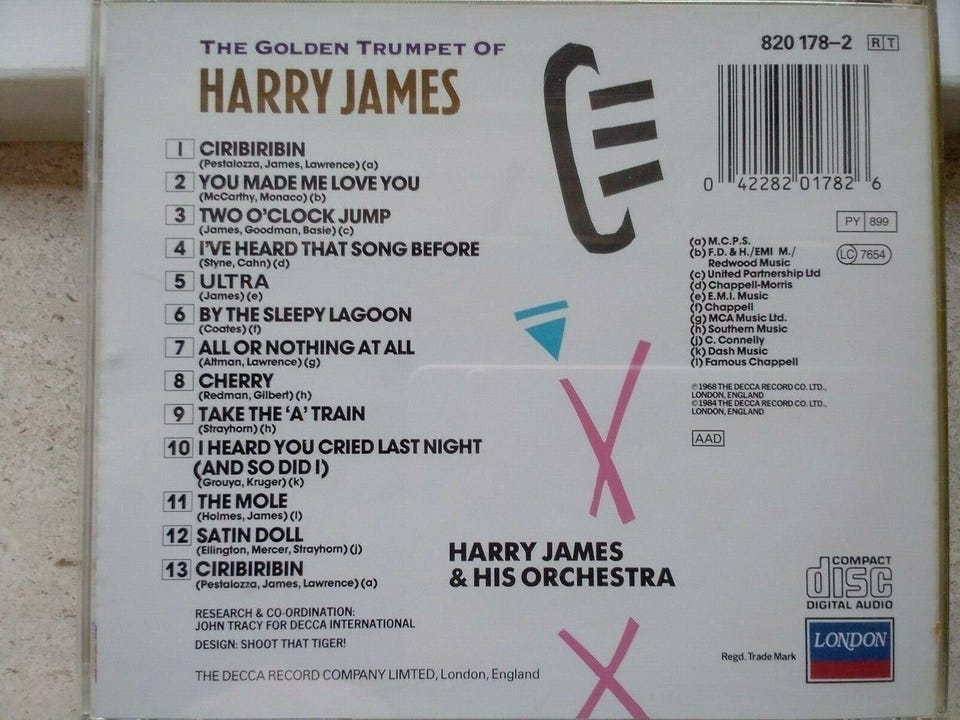 THE GOLDEN TRUMPET OF
HARRY JAMES
1 CIRIBIRIBIN
(Pestalozza, James, Lawrence) (a)
2 YOU MADE ME LOVE YOU
(McCarthy, Monaco) (b)
3 TWO O'CLOCK JUMP
(James, Goodman, Basie) (c)
4 I'VE HEARD THAT SONG BEFORE
(Styne, Cahn) (d)
5 ULTRA
(James) (e)
6 BY THE SLEEPY LAGOON
(Coates) (f)
7 ALL OR NOTHING AT ALL
(Altman, Lawrence) (g)
8 CHERRY
(Redman, Gilbert) (h)
9 TAKE THE 'A' TRAIN
(Strayhorn) (h)
10 I HEARD YOU CRIED LAST NIGHT
(AND SO DID I)
(Grouya, Kruger) (k)
11 THE MOLE
(Holmes, James) (l)
12 SATIN DOLL
(Ellington, Mercer, Strayhorn) (j)
13 CIRIBIRIBIN
(Pestalozza, James, Lawrence) (a)
RESEARCH & CO-ORDINATION:
JOHN TRACY FOR DECCA INTERNATIONAL
DESIGN: SHOOT THAT TIGER!
THE DECCA RECORD COMPANY LIMTED, London, England
HARRY JAMES
& HIS ORCHESTRA
820 178-2 RT
0 42282 01782 6
PY 899
LC 7654
(a) M.C.P.S.
(b) F.D. & H./EMI M./
Redwood Music
(c) United Partnership Ltd
(d) Chappell-Morris
(e) E.M.I. Music
(f) Chappell
(g) MCA Music Ltd.
(h) Southern Music
(j) C. Connelly
(k) Dash Music
(l) Famous Chappell
℗ 1968 THE DECCA RECORD CO. LTD.,
LONDON, ENGLAND
© 1984 THE DECCA RECORD CO. LTD.,
LONDON, ENGLAND
AAD
COMPACT
disc
DIGITAL AUDIO
Regd. Trade Mark
LONDON